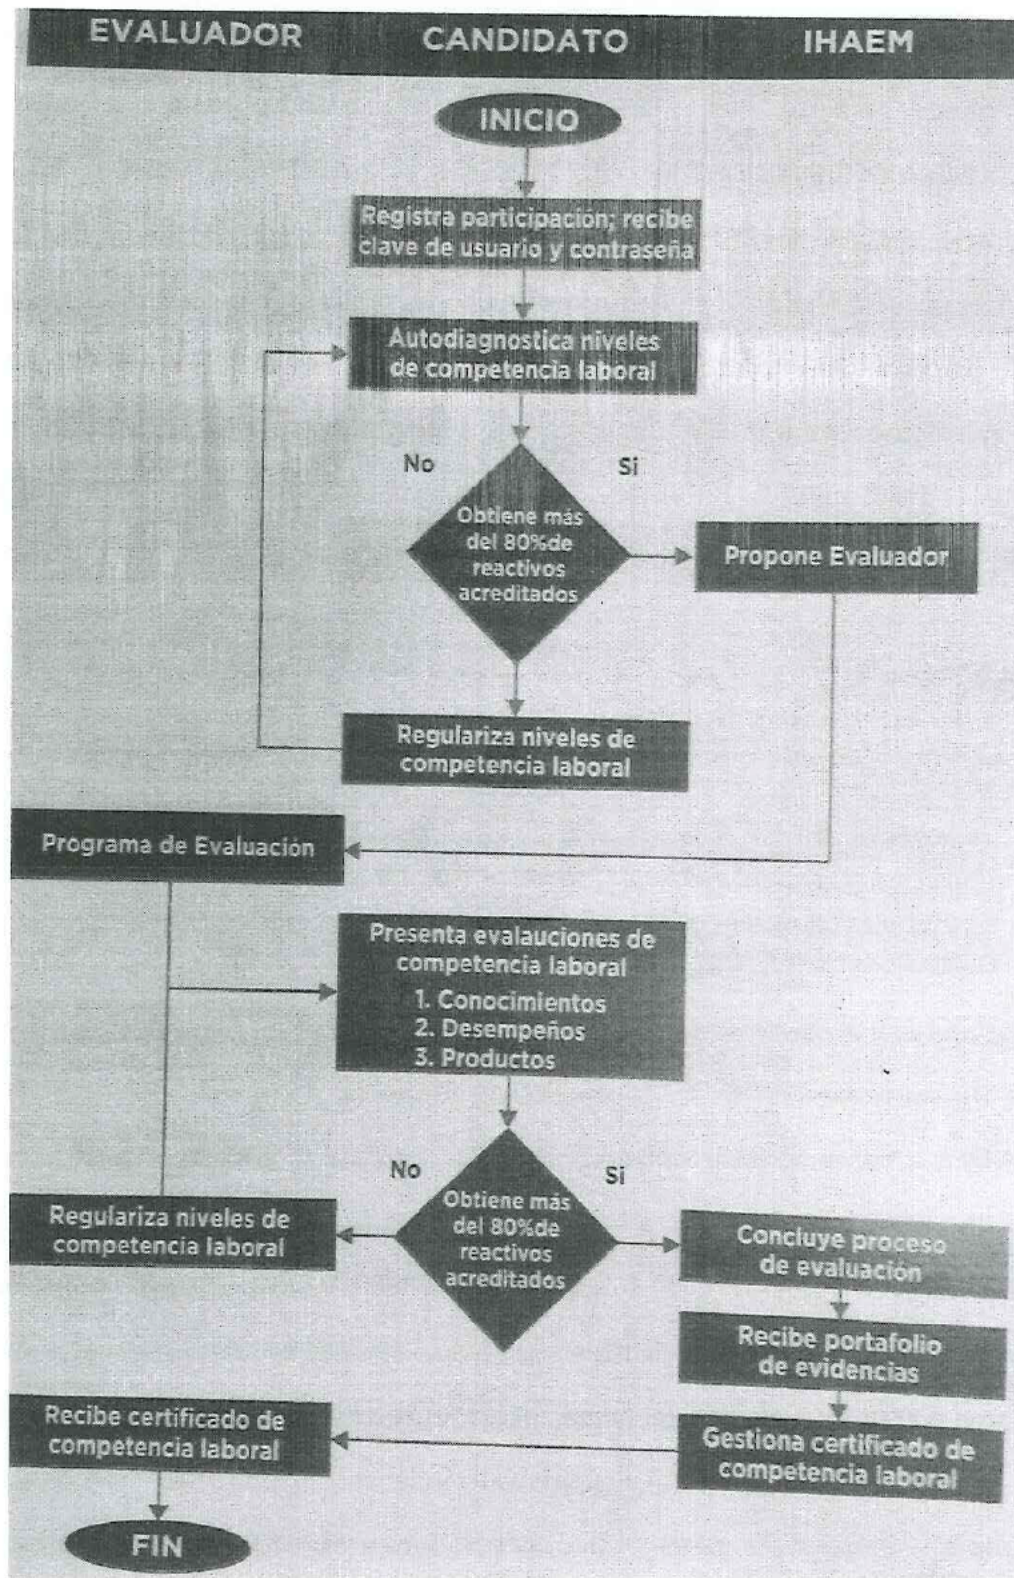 EVALUADOR
CANDIDATO
IHAEM
INICIO
Registra participación; recibe
clave de usuario y contraseña
Autodiagnostica niveles
de competencia laboral
No
Si
Obtiene más
del 80%de
reactivos
acreditados
Propone Evaluador
Regulariza niveles de
competencia laboral
Programa de Evaluación
Presenta evalauciones de
competencia laboral
1. Conocimientos
2. Desempeños
3. Productos
No
Si
Obtiene más
del 80%de
reactivos
acreditados
Regulariza niveles de
competencia laboral
Concluye proceso
de evaluación
Recibe portafolio
de evidencias
Gestiona certificado de
competencia laboral
Recibe certificado de
competencia laboral
FIN